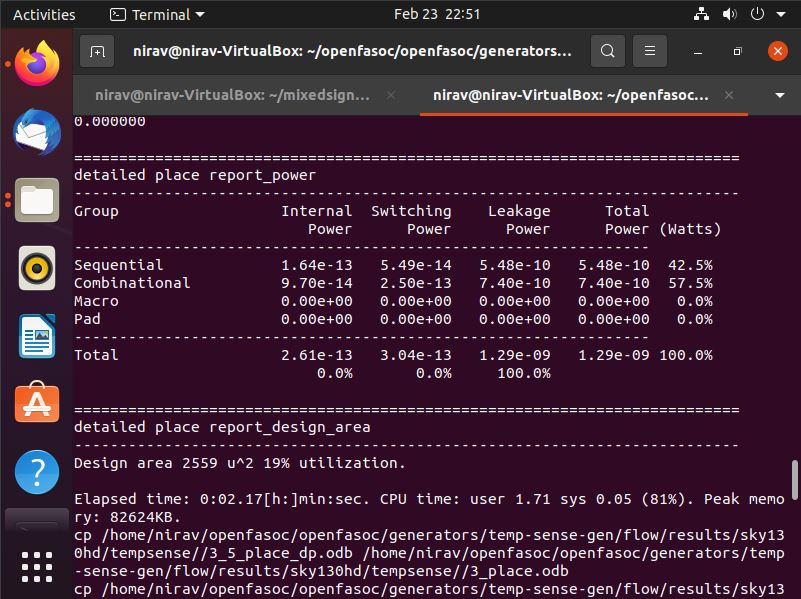 Activities
Terminal
Feb 23 22:51
nirav@nirav-VirtualBox: ~/openfasoc/openfasoc/generators...
nirav@nirav-VirtualBox: ~/mixedsign...
nirav@nirav-VirtualBox: ~/openfasoc...
0.000000
==========================================================================
detailed place report_power
--------------------------------------------------------------------------
Group                  Internal  Switching    Leakage      Total
                          Power      Power      Power      Power (Watts)
----------------------------------------------------------------
Sequential             1.64e-13   5.49e-14   5.48e-10   5.48e-10  42.5%
Combinational          9.70e-14   2.50e-13   7.40e-10   7.40e-10  57.5%
Macro                  0.00e+00   0.00e+00   0.00e+00   0.00e+00   0.0%
Pad                    0.00e+00   0.00e+00   0.00e+00   0.00e+00   0.0%
----------------------------------------------------------------
Total                  2.61e-13   3.04e-13   1.29e-09   1.29e-09 100.0%
                           0.0%       0.0%     100.0%
==========================================================================
detailed place report_design_area
--------------------------------------------------------------------------
Design area 2559 u^2 19% utilization.
Elapsed time: 0:02.17[h:]min:sec. CPU time: user 1.71 sys 0.05 (81%). Peak memo
ry: 82624KB.
cp /home/nirav/openfasoc/openfasoc/generators/temp-sense-gen/flow/results/sky13
0hd/tempsense//3_5_place_dp.odb /home/nirav/openfasoc/openfasoc/generators/temp
-sense-gen/flow/results/sky130hd/tempsense//3_place.odb
cp /home/nirav/openfasoc/openfasoc/generators/temp-sense-gen/flow/results/sky13